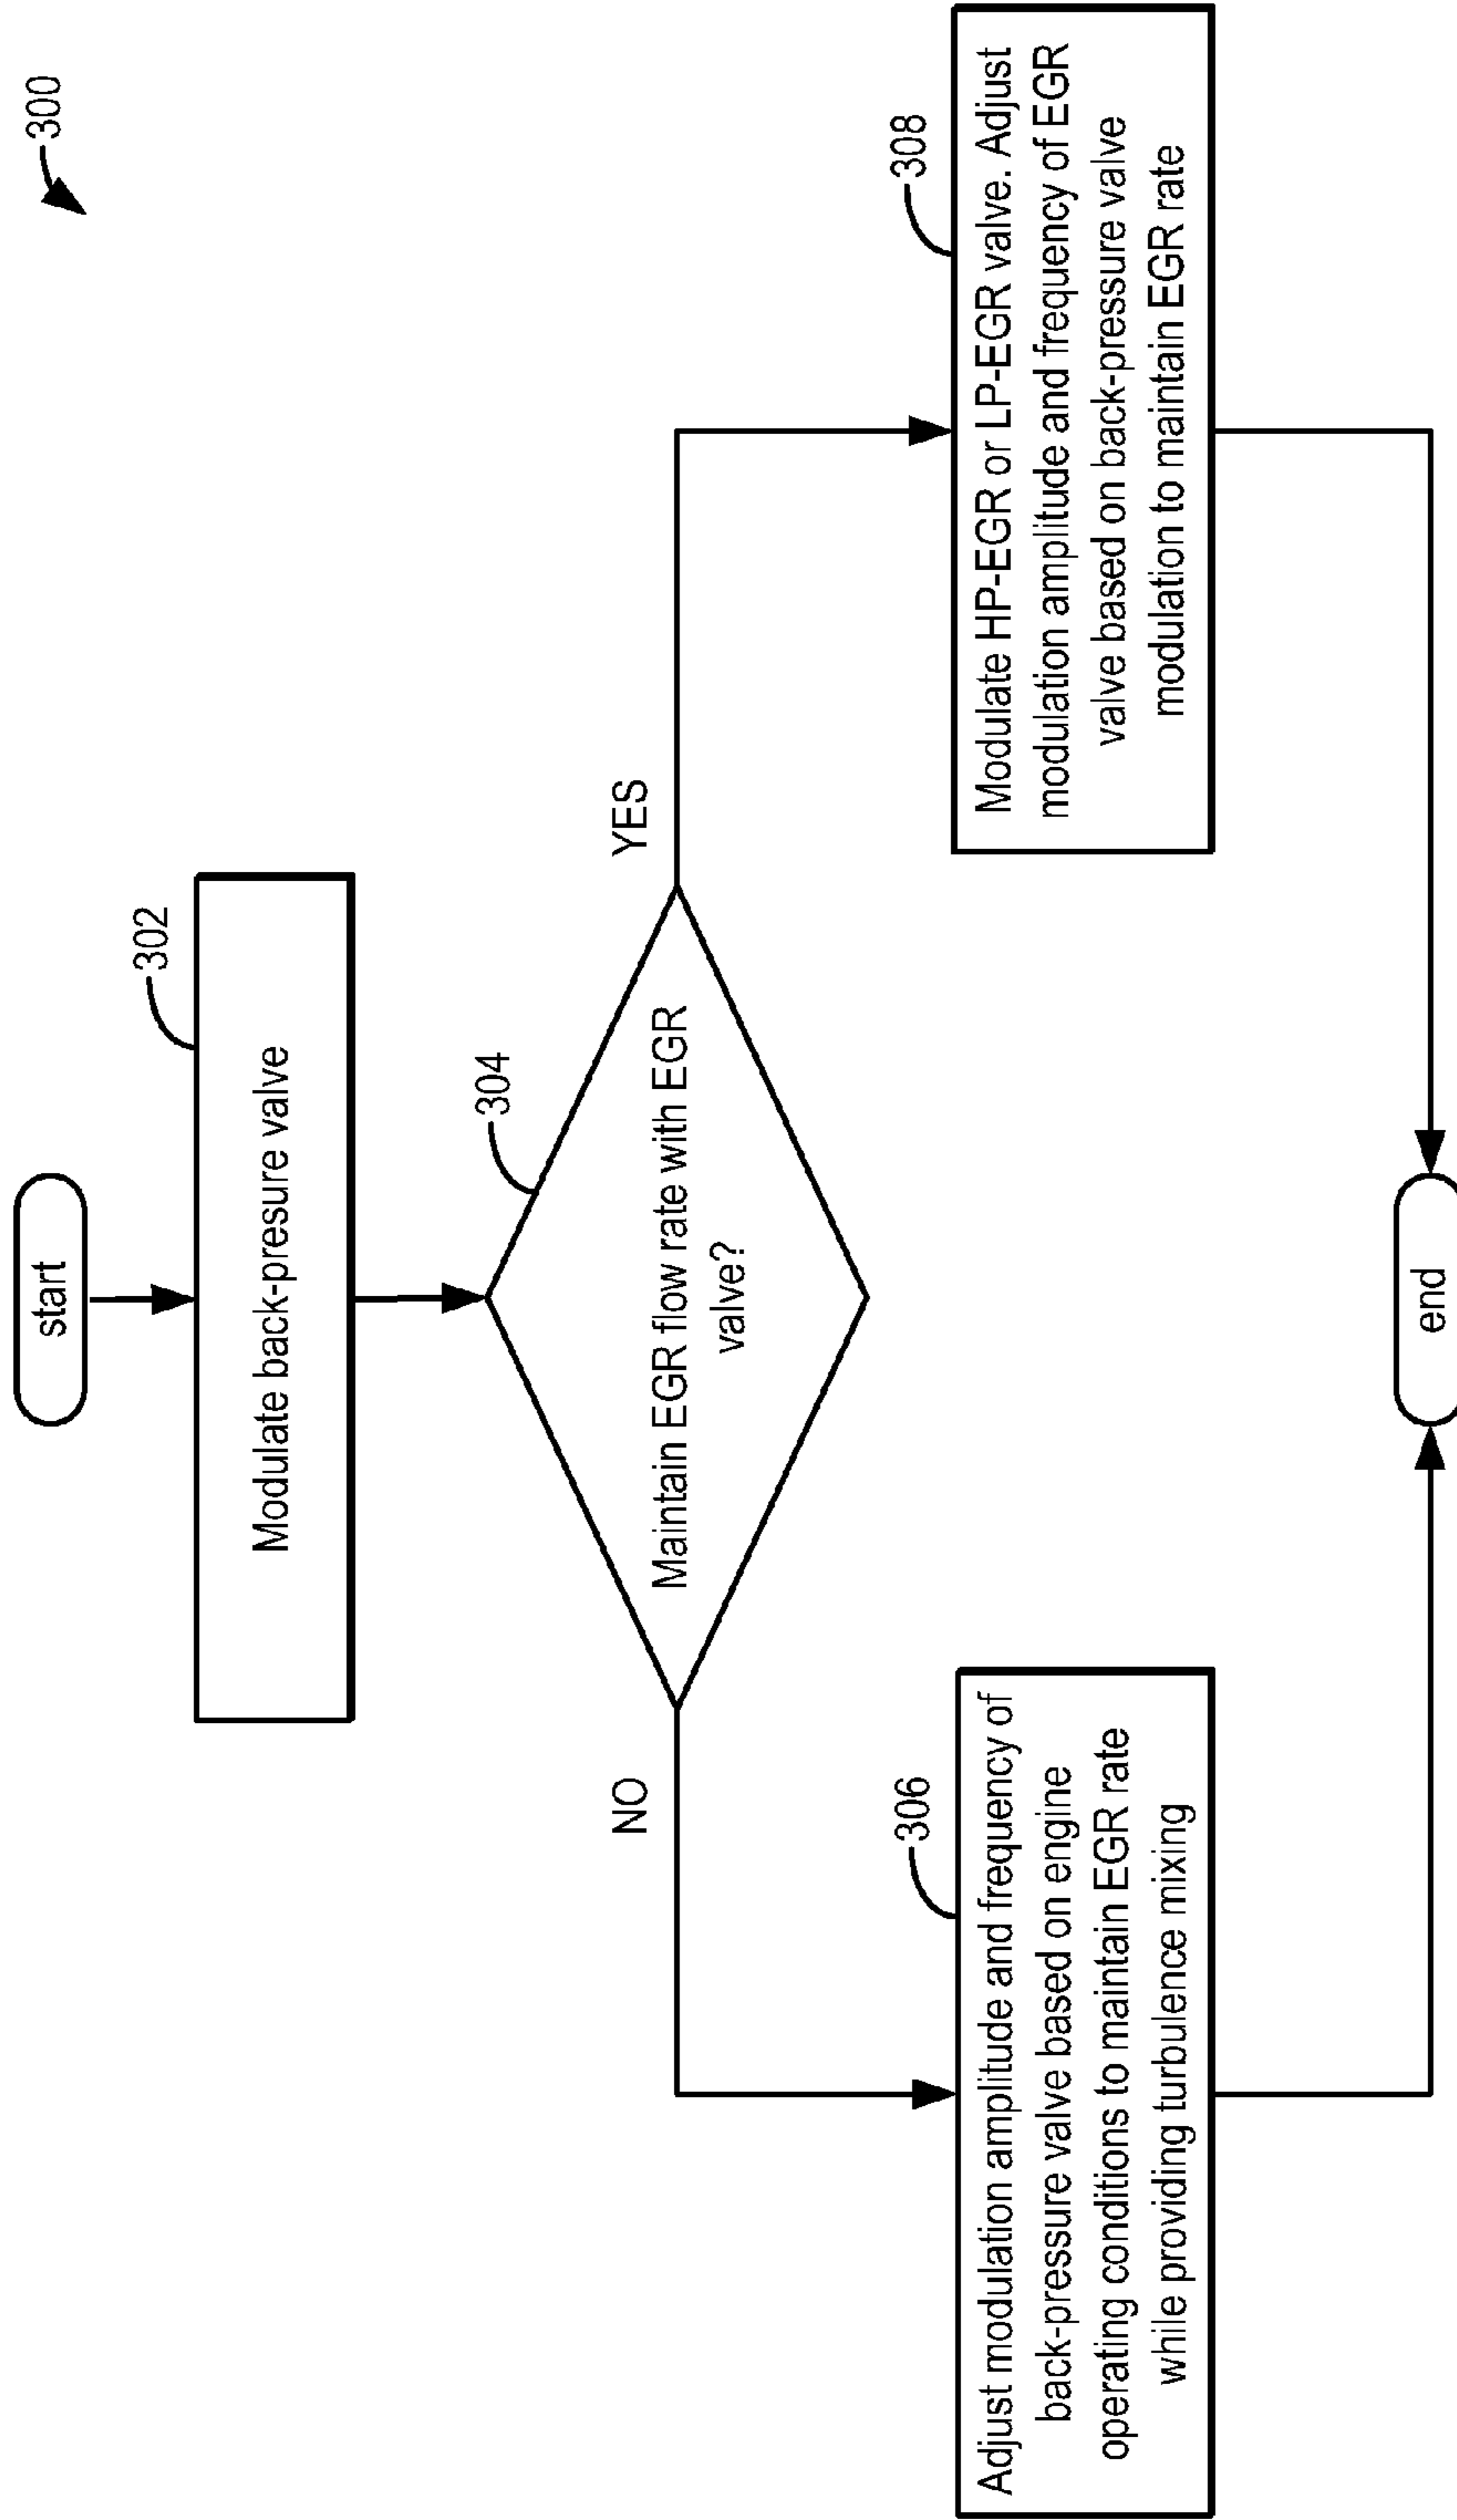 300
start
302
Modulate back-presure valve
304
Maintain EGR flow rate with EGR
valve?
NO
YES
306
Adjust modulation amplitude and frequency of
back-pressure valve based on engine
operating conditions to maintain EGR rate
while providing turbulence mixing
308
Modulate HP-EGR or LP-EGR valve. Adjust
modulation amplitude and frequency of EGR
valve based on back-pressure valve
modulation to maintain EGR rate
end